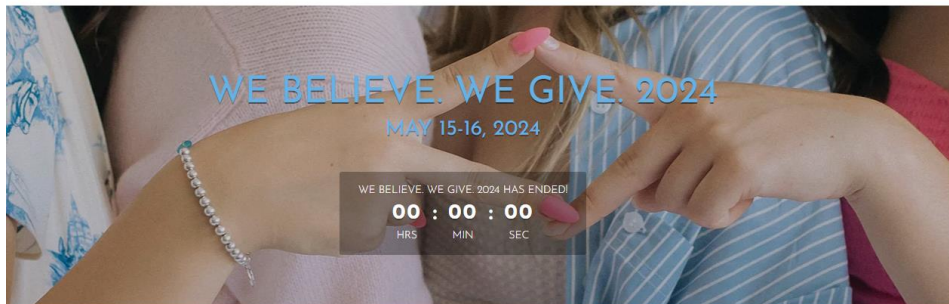 WE BELIEVE. WE GIVE. 2024
MAY 15-16, 2024
WE BELIEVE. WE GIVE. 2024 HAS ENDED!
00 : 00 : 00
HRS MIN SEC